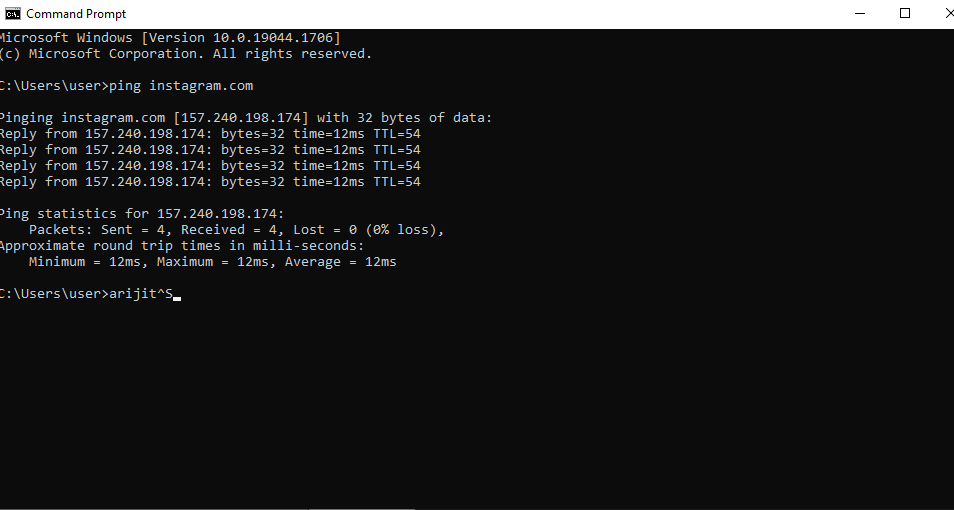 Command Prompt
Microsoft Windows [Version 10.0.19044.1706]
(c) Microsoft Corporation. All rights reserved.
C:\Users\user>ping instagram.com
Pinging instagram.com [157.240.198.174] with 32 bytes of data:
Reply from 157.240.198.174: bytes=32 time=12ms TTL=54
Reply from 157.240.198.174: bytes=32 time=12ms TTL=54
Reply from 157.240.198.174: bytes=32 time=12ms TTL=54
Reply from 157.240.198.174: bytes=32 time=12ms TTL=54
Ping statistics for 157.240.198.174:
Packets: Sent = 4, Received = 4, Lost = 0 (0% loss),
Approximate round trip times in milli-seconds:
Minimum = 12ms, Maximum = 12ms, Average = 12ms
C:\Users\user>arijit^S